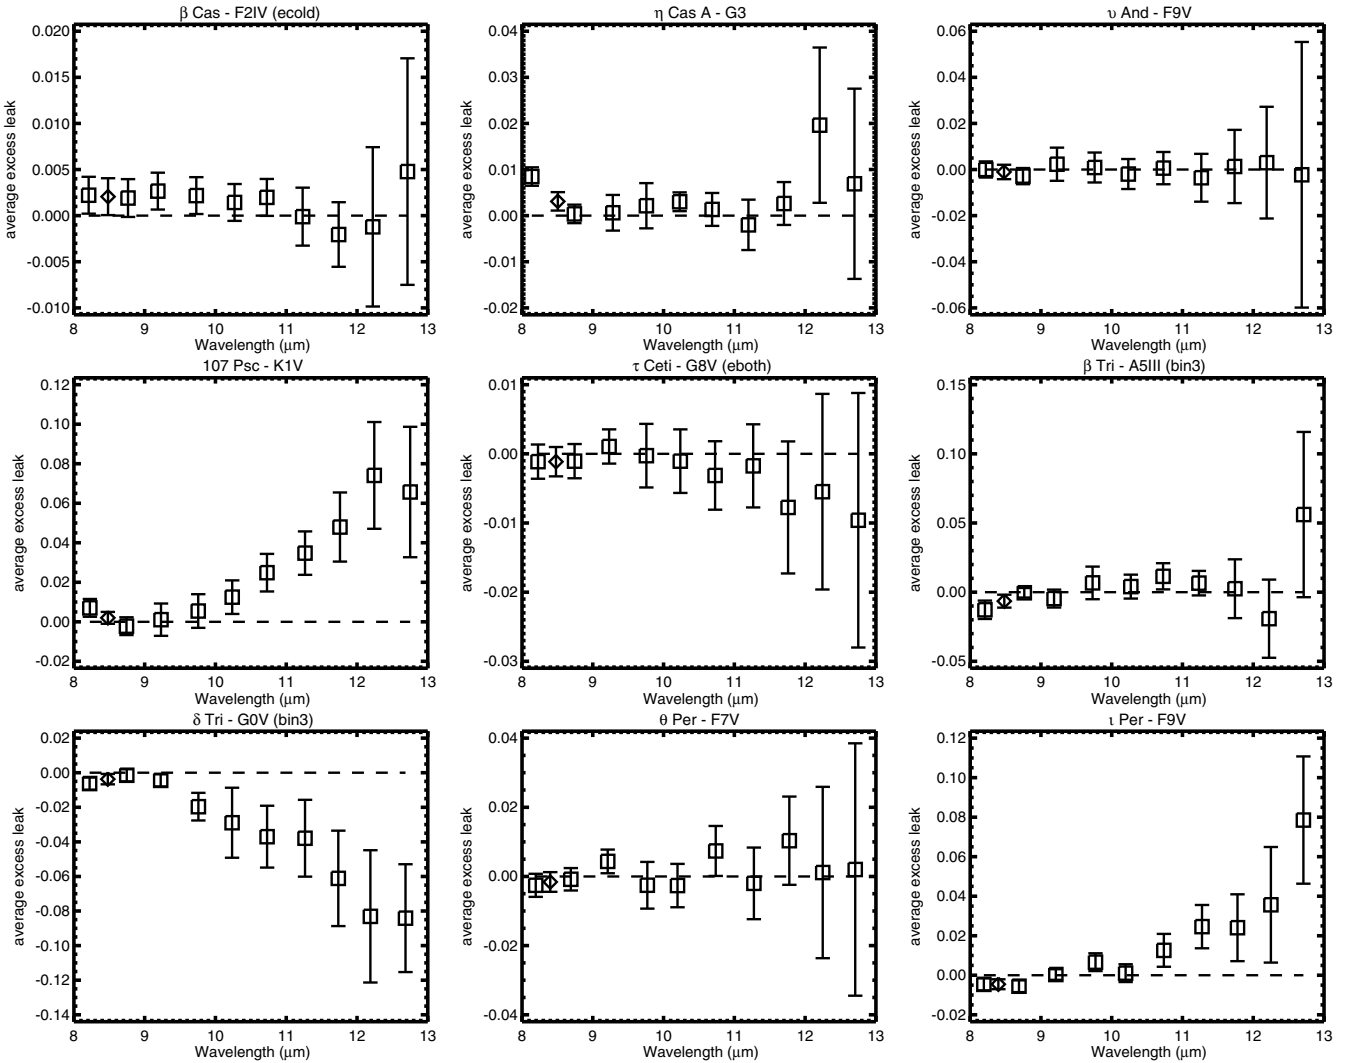 β Cas - F2IV (ecold)
0.020
0.015
0.010
0.005
0.000
-0.005
-0.010
average excess leak
8 9 10 11 12 13
Wavelength (μm)
η Cas A - G3
0.04
0.03
0.02
0.01
0.00
-0.01
-0.02
average excess leak
8 9 10 11 12 13
Wavelength (μm)
υ And - F9V
0.06
0.04
0.02
0.00
-0.02
-0.04
-0.06
average excess leak
8 9 10 11 12 13
Wavelength (μm)
107 Psc - K1V
0.12
0.10
0.08
0.06
0.04
0.02
0.00
-0.02
average excess leak
8 9 10 11 12 13
Wavelength (μm)
τ Ceti - G8V (eboth)
0.01
0.00
-0.01
-0.02
-0.03
average excess leak
8 9 10 11 12 13
Wavelength (μm)
β Tri - A5III (bin3)
0.15
0.10
0.05
0.00
-0.05
average excess leak
8 9 10 11 12 13
Wavelength (μm)
δ Tri - G0V (bin3)
0.02
0.00
-0.02
-0.04
-0.06
-0.08
-0.10
-0.12
-0.14
average excess leak
8 9 10 11 12 13
Wavelength (μm)
θ Per - F7V
0.04
0.02
0.00
-0.02
-0.04
average excess leak
8 9 10 11 12 13
Wavelength (μm)
ι Per - F9V
0.12
0.10
0.08
0.06
0.04
0.02
0.00
-0.02
average excess leak
8 9 10 11 12 13
Wavelength (μm)